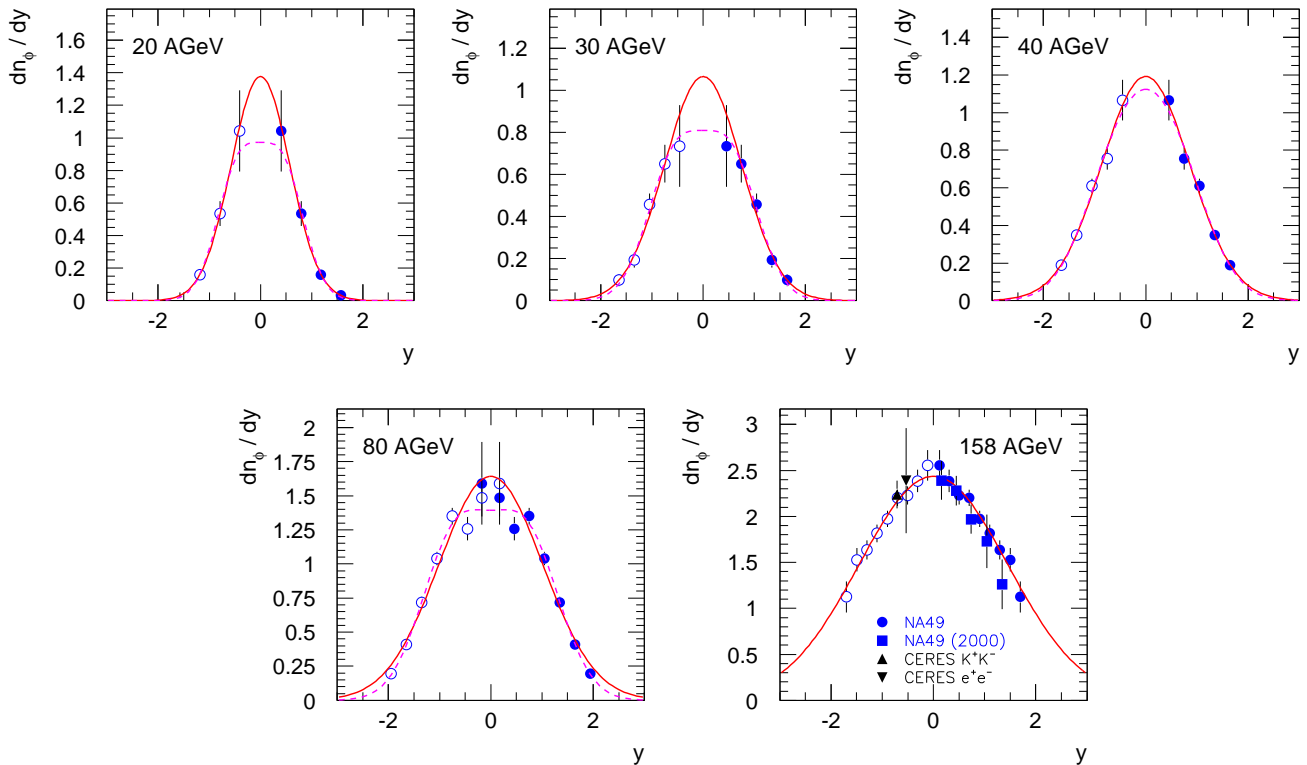 dn_ϕ / dy
20 AGeV
1.6
1.4
1.2
1
0.8
0.6
0.4
0.2
0
-2 0 2
y
dn_ϕ / dy
30 AGeV
1.2
1
0.8
0.6
0.4
0.2
0
-2 0 2
y
dn_ϕ / dy
40 AGeV
1.4
1.2
1
0.8
0.6
0.4
0.2
0
-2 0 2
y
dn_ϕ / dy
80 AGeV
2
1.75
1.5
1.25
1
0.75
0.5
0.25
0
-2 0 2
y
dn_ϕ / dy
158 AGeV
3
2.5
2
1.5
1
0.5
0
NA49
NA49 (2000)
CERES K⁺K⁻
CERES e⁺e⁻
-2 0 2
y